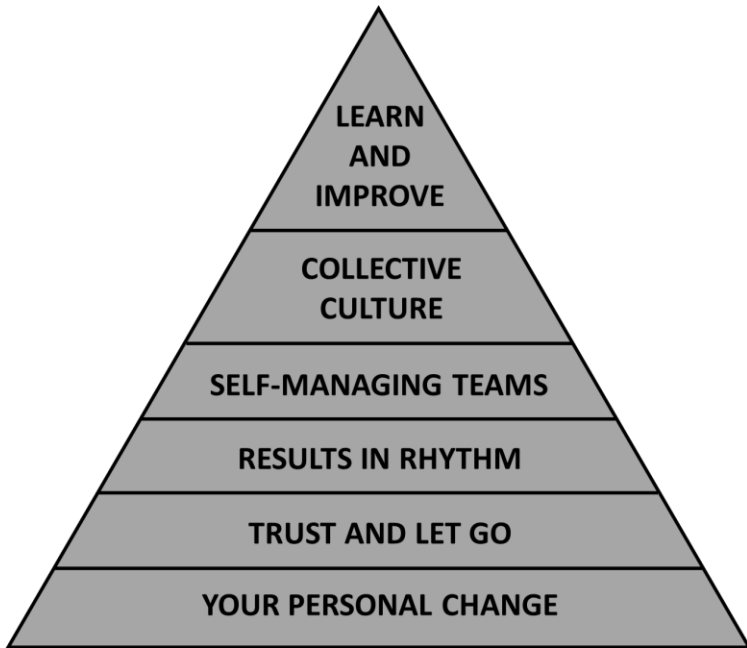 LEARN
AND
IMPROVE
COLLECTIVE
CULTURE
SELF-MANAGING TEAMS
RESULTS IN RHYTHM
TRUST AND LET GO
YOUR PERSONAL CHANGE